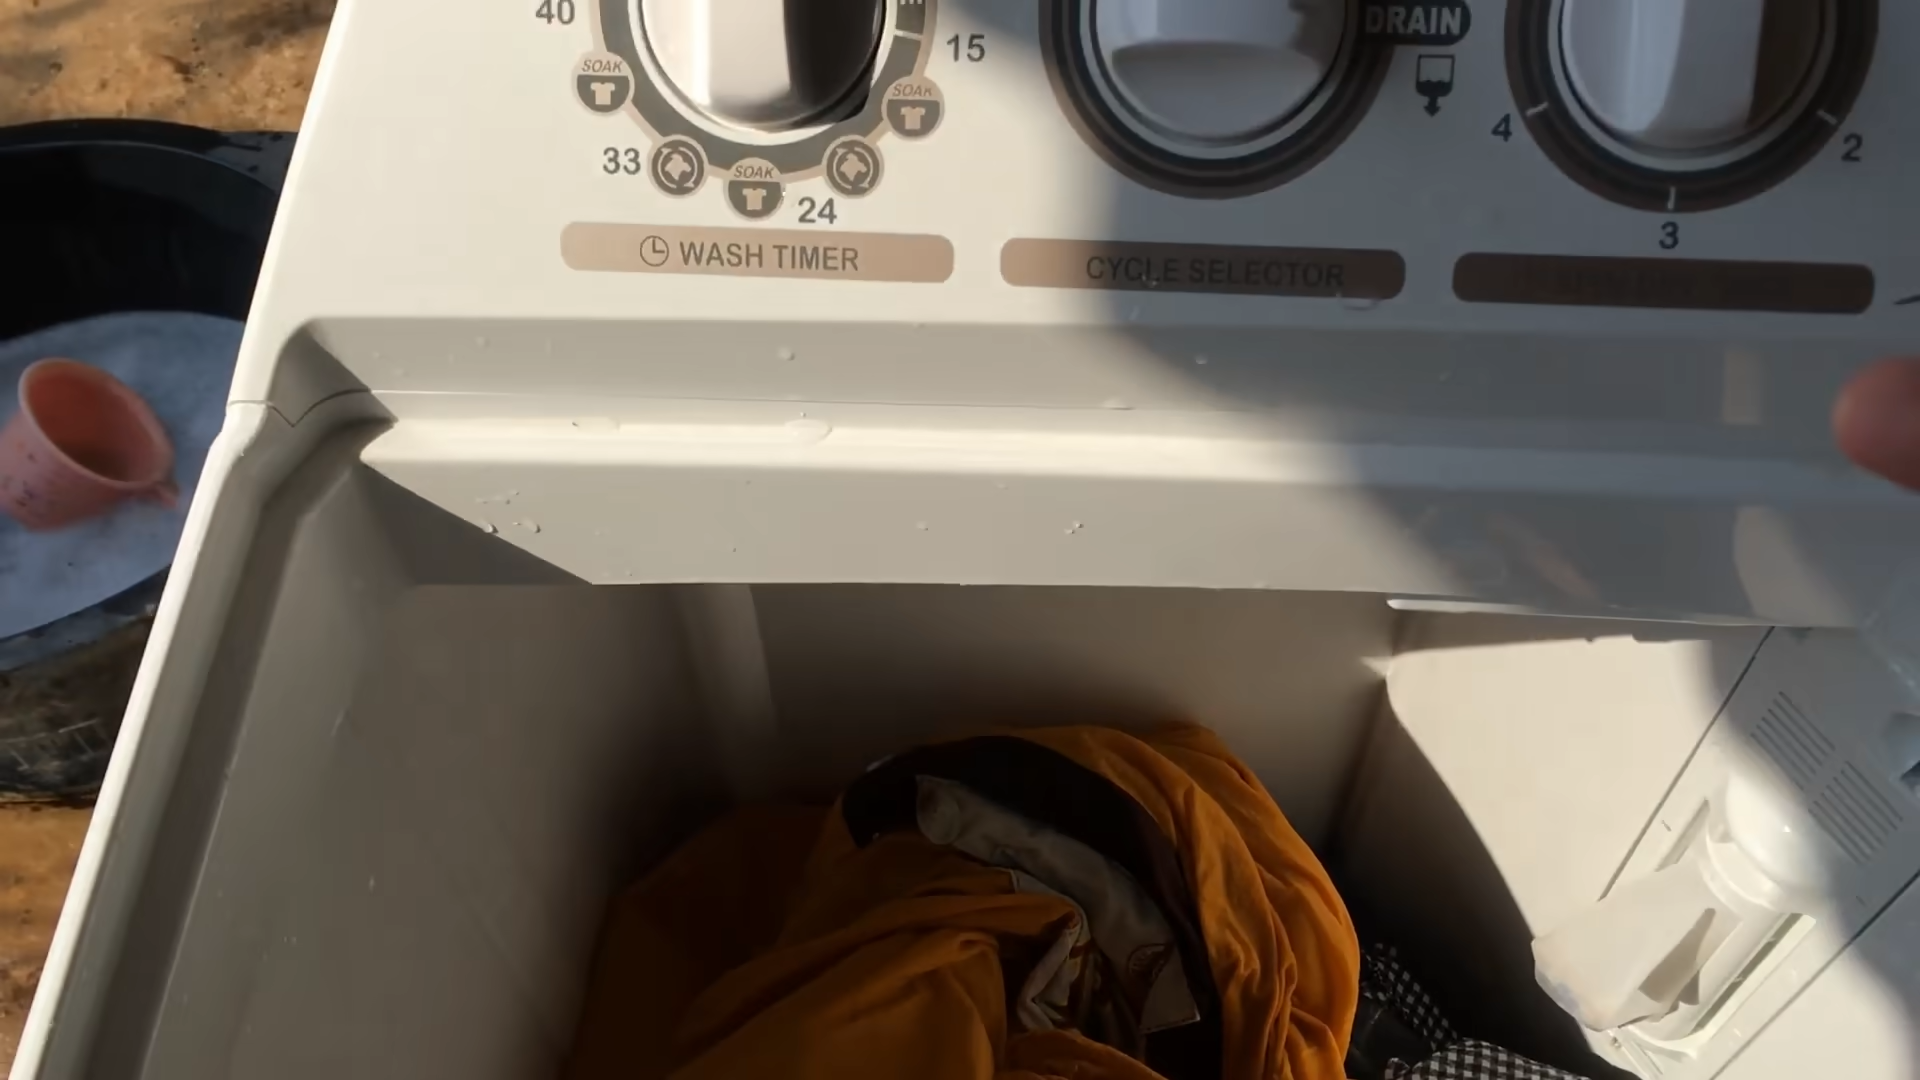 40
15
DRAIN
SOAK
SOAK
33
SOAK
24
4
2
3
WASH TIMER
CYCLE SELECTOR